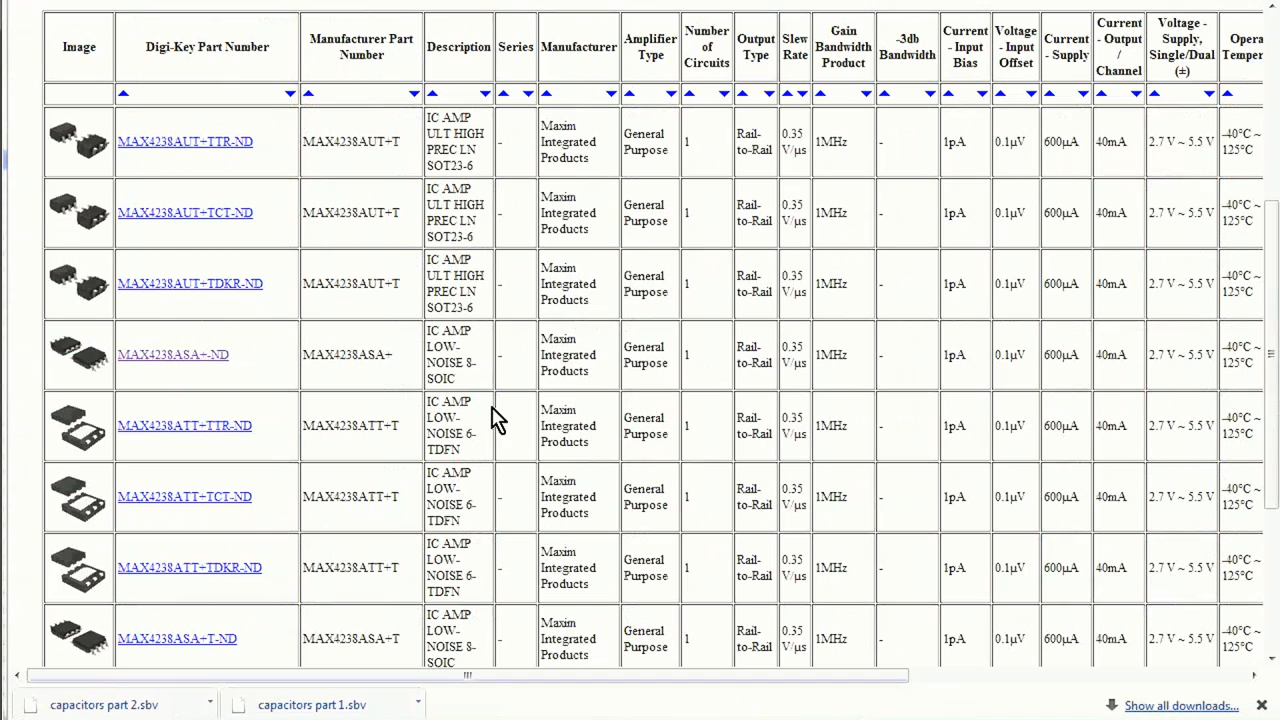 Image Digi-Key Part Number Manufacturer Part Number Description Series Manufacturer Amplifier Type Number of Circuits Output Type Slew Rate Gain Bandwidth Product -3db Bandwidth Current - Input Bias Voltage - Input Offset Current - Supply Current - Output / Channel Voltage - Supply, Single/Dual (±) Opera Temper
MAX4238AUT+TTR-ND MAX4238AUT+T IC AMP ULT HIGH PREC LN SOT23-6 - Maxim Integrated Products General Purpose 1 Rail-to-Rail 0.35 V/µs 1MHz - 1pA 0.1µV 600µA 40mA 2.7 V ~ 5.5 V -40°C ~ 125°C
MAX4238AUT+TCT-ND MAX4238AUT+T IC AMP ULT HIGH PREC LN SOT23-6 - Maxim Integrated Products General Purpose 1 Rail-to-Rail 0.35 V/µs 1MHz - 1pA 0.1µV 600µA 40mA 2.7 V ~ 5.5 V -40°C ~ 125°C
MAX4238AUT+TDKR-ND MAX4238AUT+T IC AMP ULT HIGH PREC LN SOT23-6 - Maxim Integrated Products General Purpose 1 Rail-to-Rail 0.35 V/µs 1MHz - 1pA 0.1µV 600µA 40mA 2.7 V ~ 5.5 V -40°C ~ 125°C
MAX4238ASA+-ND MAX4238ASA+ IC AMP LOW-NOISE 8-SOIC - Maxim Integrated Products General Purpose 1 Rail-to-Rail 0.35 V/µs 1MHz - 1pA 0.1µV 600µA 40mA 2.7 V ~ 5.5 V -40°C ~ 125°C
MAX4238ATT+TTR-ND MAX4238ATT+T IC AMP LOW-NOISE 6-TDFN - Maxim Integrated Products General Purpose 1 Rail-to-Rail 0.35 V/µs 1MHz - 1pA 0.1µV 600µA 40mA 2.7 V ~ 5.5 V -40°C ~ 125°C
MAX4238ATT+TCT-ND MAX4238ATT+T IC AMP LOW-NOISE 6-TDFN - Maxim Integrated Products General Purpose 1 Rail-to-Rail 0.35 V/µs 1MHz - 1pA 0.1µV 600µA 40mA 2.7 V ~ 5.5 V -40°C ~ 125°C
MAX4238ATT+TDKR-ND MAX4238ATT+T IC AMP LOW-NOISE 6-TDFN - Maxim Integrated Products General Purpose 1 Rail-to-Rail 0.35 V/µs 1MHz - 1pA 0.1µV 600µA 40mA 2.7 V ~ 5.5 V -40°C ~ 125°C
MAX4238ASA+T-ND MAX4238ASA+T IC AMP LOW-NOISE 8-SOIC - Maxim Integrated Products General Purpose 1 Rail-to-Rail 0.35 V/µs 1MHz - 1pA 0.1µV 600µA 40mA 2.7 V ~ 5.5 V -40°C ~ 125°C
capacitors part 2.sbv capacitors part 1.sbv Show all downloads...